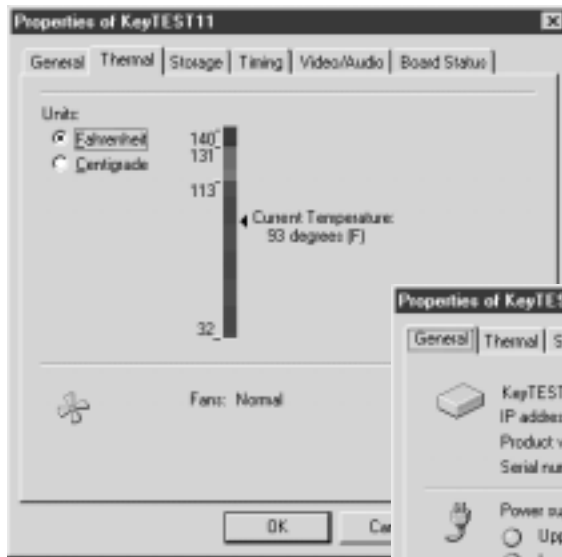 Properties of KeyTEST11
General Thermal Storage Timing Video/Audio Board Status
Units:
Fahrenheit
Centigrade
140
131
113
32
Current Temperature:
93 degrees (F)
Fans: Normal
OK
Properties of KeyTES
General Thermal S
KeyTEST
IP addres
Product v
Serial nu
Power su
Upp